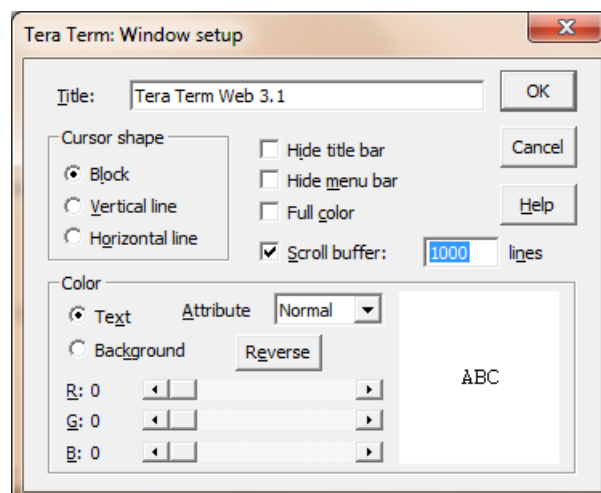 Tera Term: Window setup
Title: Tera Term Web 3.1 OK
Cursor shape
Block
Vertical line
Horizontal line
Hide title bar
Hide menu bar
Full color
Scroll buffer: 1000 lines
Cancel
Help
Color
Text Attribute Normal
Background Reverse
R: 0
G: 0
B: 0
ABC